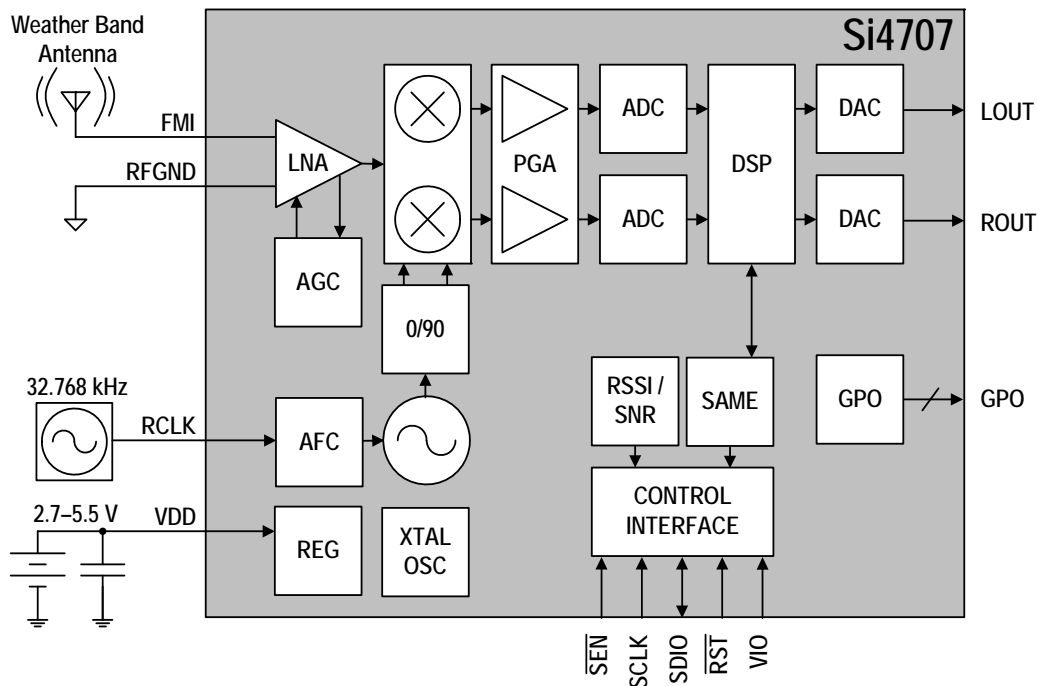 Si4707
Weather Band
Antenna
FMI
RFGND
LNA
AGC
0/90
PGA
ADC
ADC
DSP
DAC
DAC
LOUT
ROUT
32.768 kHz
RCLK
AFC
RSSI /
SNR
SAME
GPO
GPO
2.7–5.5 V
VDD
REG
XTAL
OSC
CONTROL
INTERFACE
SEN
SCLK
SDIO
RST
VIO